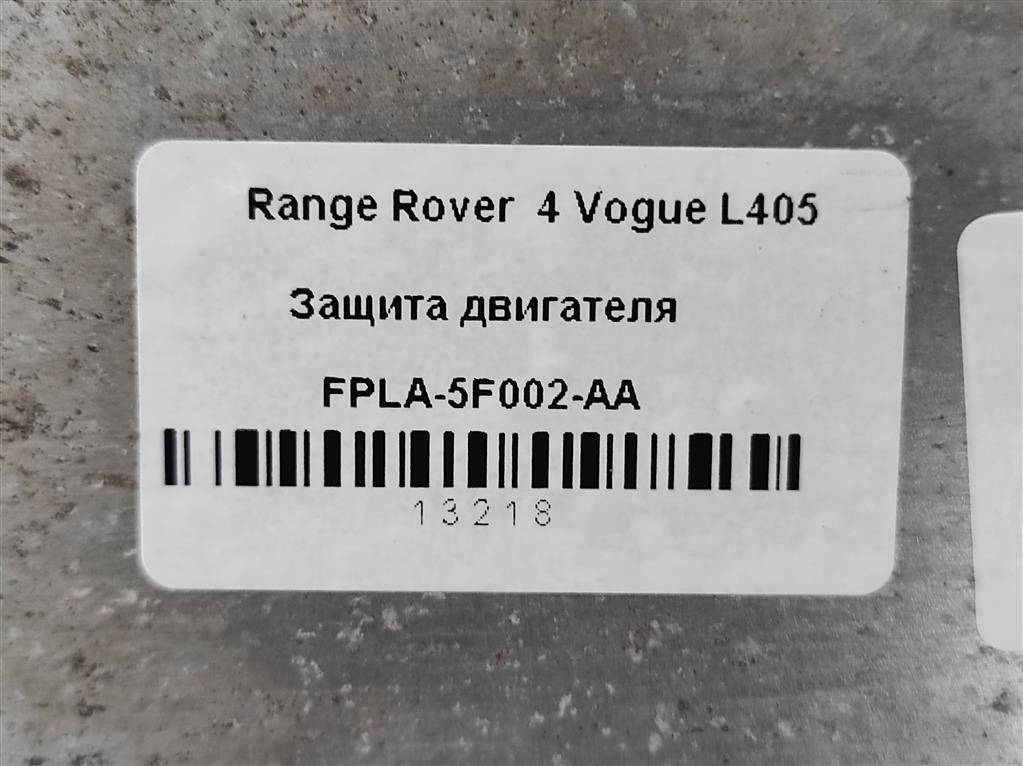 Range Rover 4 Vogue L405
Защита двигателя
FPLA-5F002-AA
13218